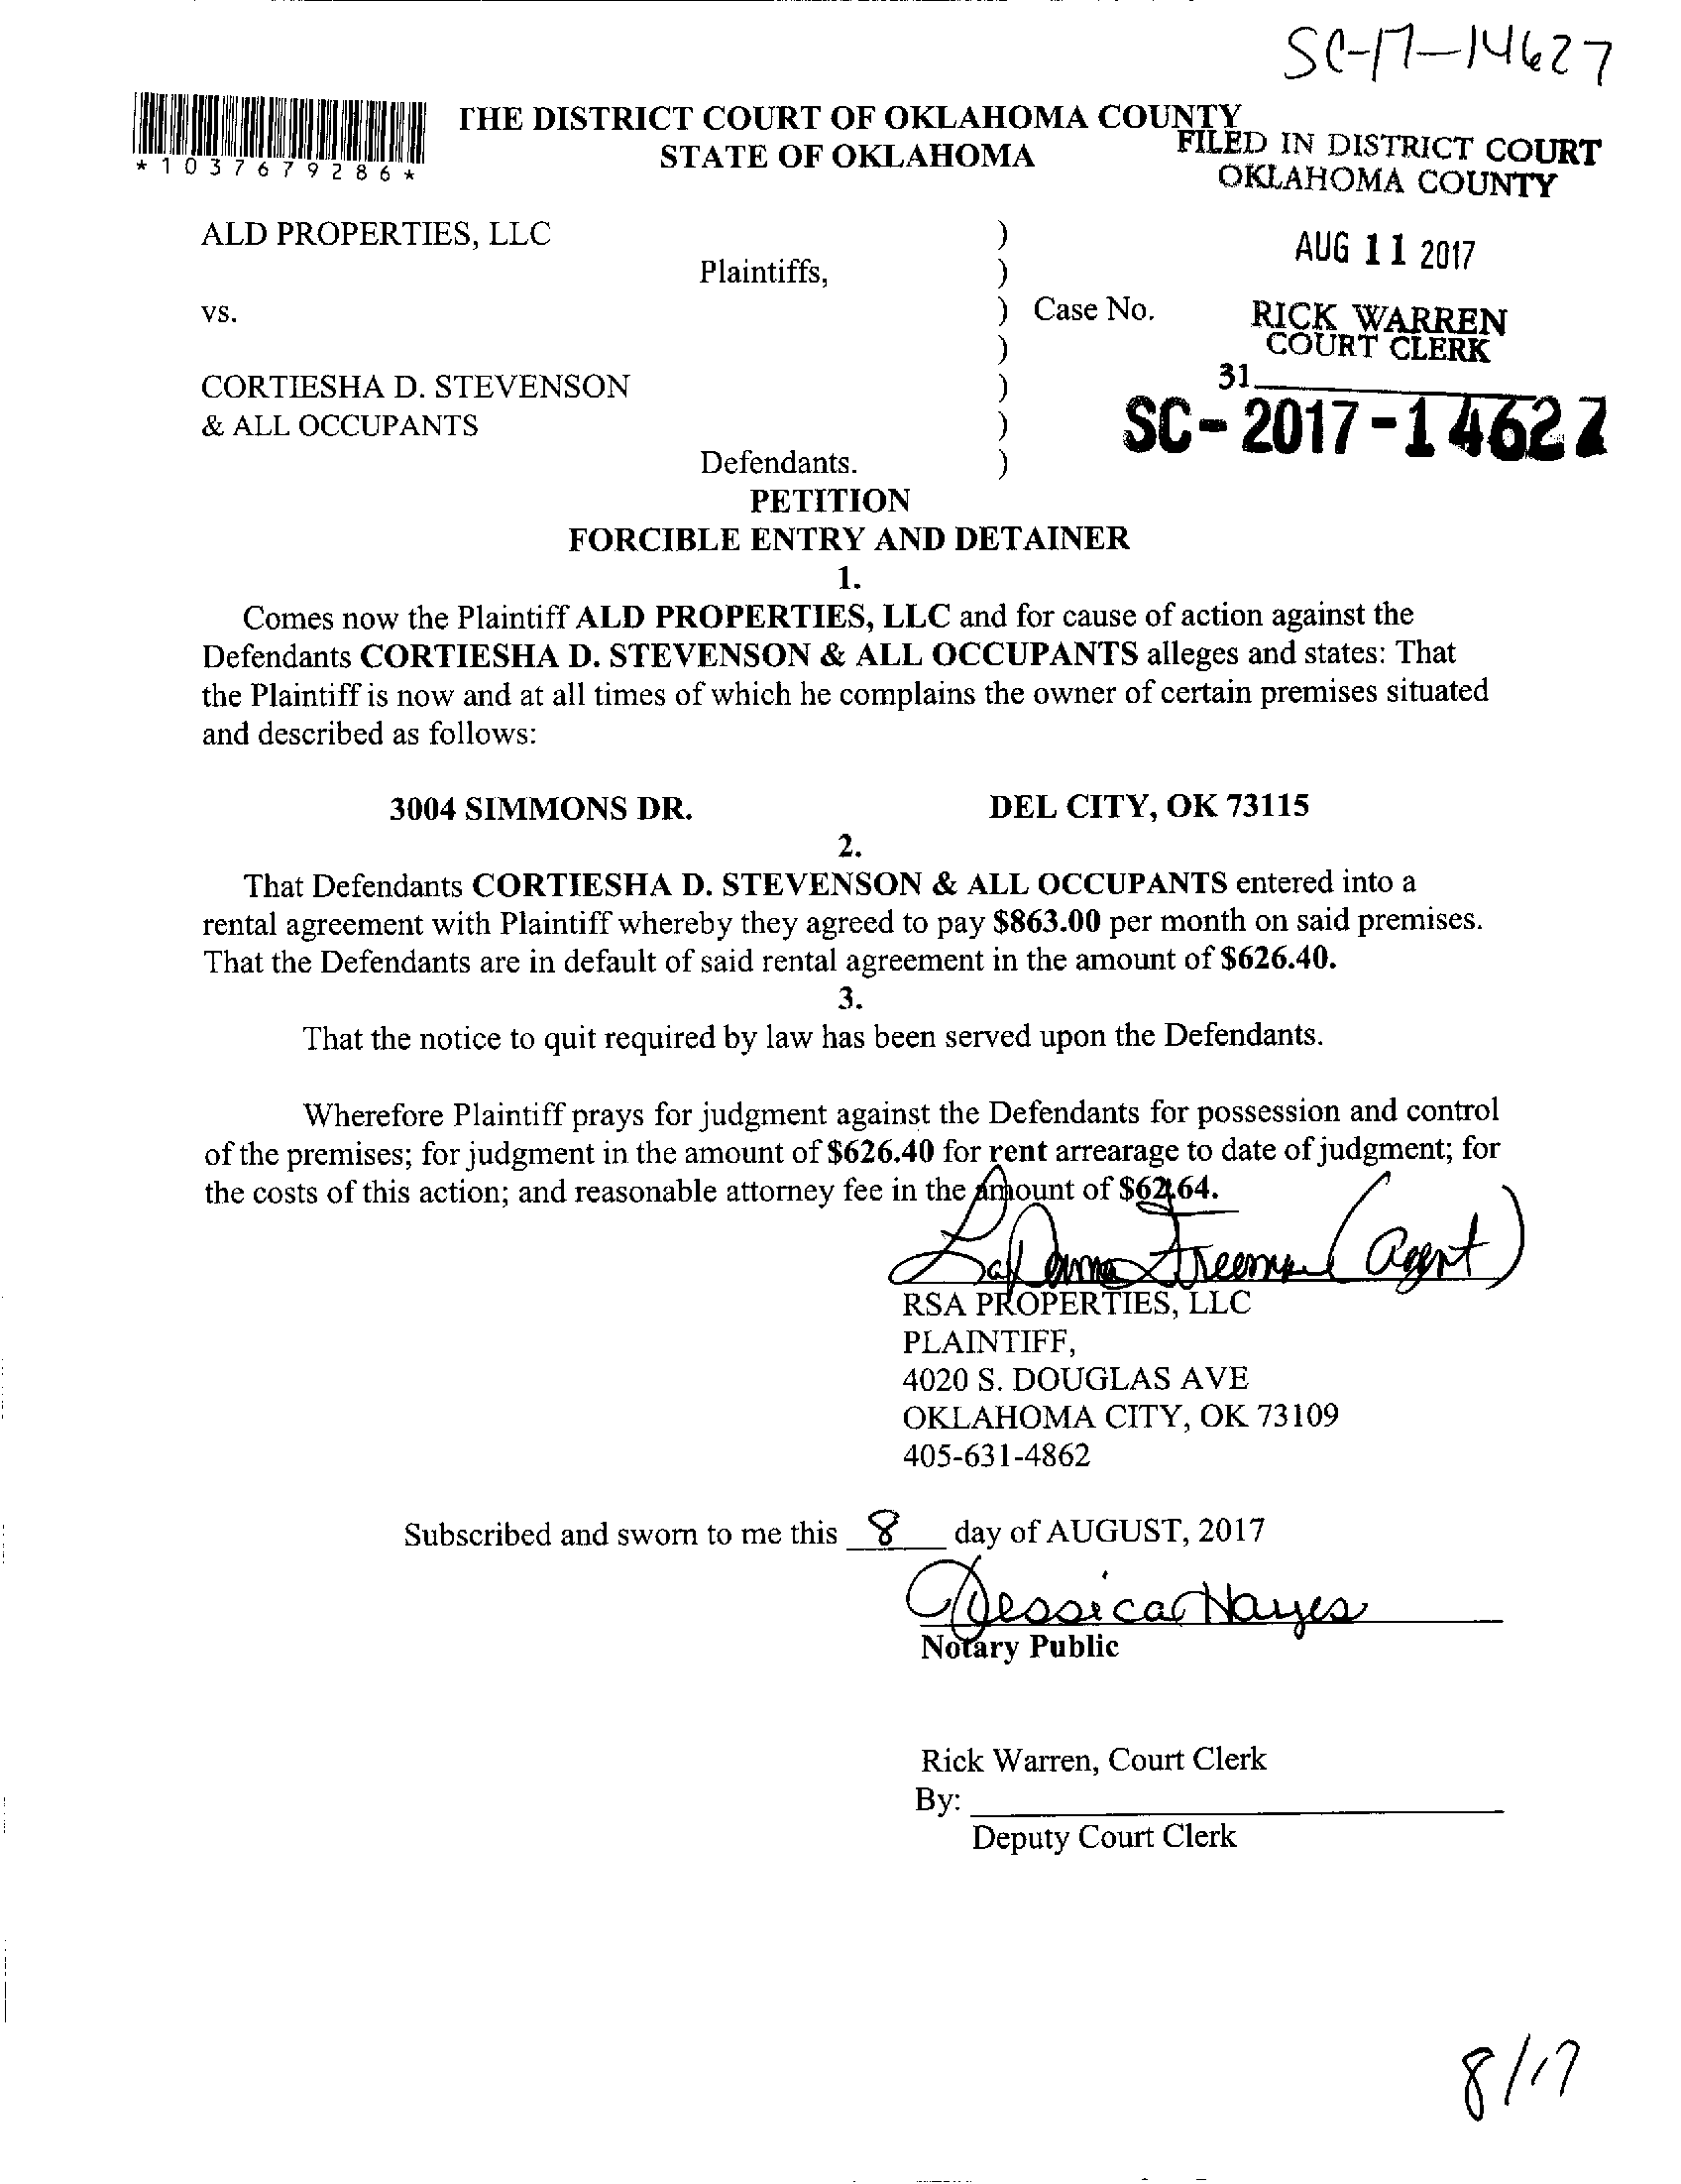 SC-17-14627
THE DISTRICT COURT OF OKLAHOMA COUNTY
STATE OF OKLAHOMA
*1037679286*
FILED IN DISTRICT COURT
OKLAHOMA COUNTY
AUG 11 2017
RICK WARREN
COURT CLERK
31
SC-2017-14627
ALD PROPERTIES, LLC )
Plaintiffs, )
vs. ) Case No.
)
CORTIESHA D. STEVENSON )
& ALL OCCUPANTS )
Defendants. )
PETITION
FORCIBLE ENTRY AND DETAINER
1.
Comes now the Plaintiff ALD PROPERTIES, LLC and for cause of action against the
Defendants CORTIESHA D. STEVENSON & ALL OCCUPANTS alleges and states: That
the Plaintiff is now and at all times of which he complains the owner of certain premises situated
and described as follows:
3004 SIMMONS DR. DEL CITY, OK 73115
2.
That Defendants CORTIESHA D. STEVENSON & ALL OCCUPANTS entered into a
rental agreement with Plaintiff whereby they agreed to pay $863.00 per month on said premises.
That the Defendants are in default of said rental agreement in the amount of $626.40.
3.
That the notice to quit required by law has been served upon the Defendants.
Wherefore Plaintiff prays for judgment against the Defendants for possession and control
of the premises; for judgment in the amount of $626.40 for rent arrearage to date of judgment; for
the costs of this action; and reasonable attorney fee in the amount of $62.64.
Freeman (agent)
RSA PROPERTIES, LLC
PLAINTIFF,
4020 S. DOUGLAS AVE
OKLAHOMA CITY, OK 73109
405-631-4862
Subscribed and sworn to me this 8 day of AUGUST, 2017
Jessica Hayes
Notary Public
Rick Warren, Court Clerk
By:
Deputy Court Clerk
8/17